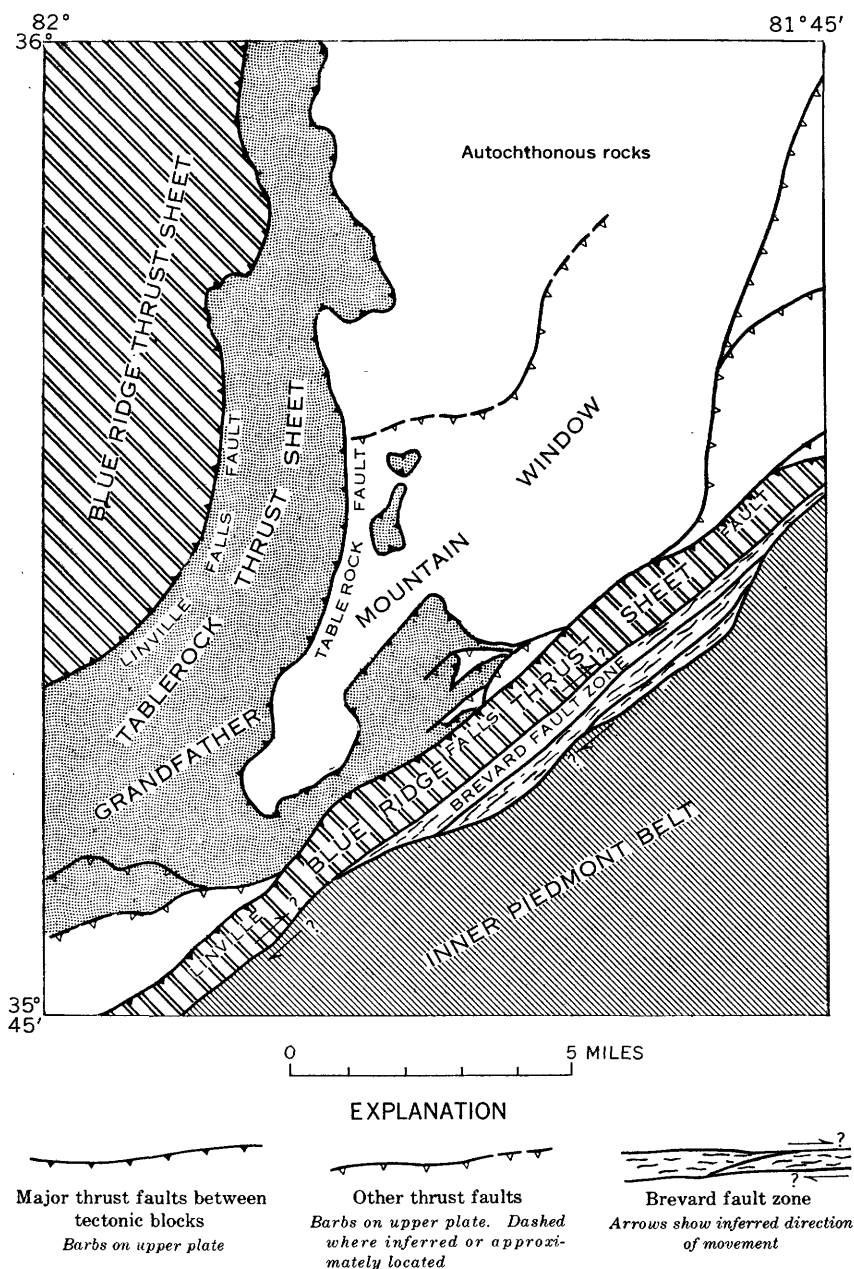 82°
81°45'
36°
Autochthonous rocks
BLUE RIDGE THRUST SHEET
LINVILLE FALLS FAULT
TABLEROCK THRUST SHEET
TABLE ROCK FAULT
GRANDFATHER MOUNTAIN WINDOW
LINVILLE FALLS FAULT
BLUE RIDGE THRUST SHEET
BREVARD FAULT ZONE
INNER PIEDMONT BELT
?
?
?
?
35°
45'
0 5 MILES
EXPLANATION
Major thrust faults between
tectonic blocks
Barbs on upper plate
Other thrust faults
Barbs on upper plate. Dashed
where inferred or approxi-
mately located
?
?
Brevard fault zone
Arrows show inferred direction
of movement